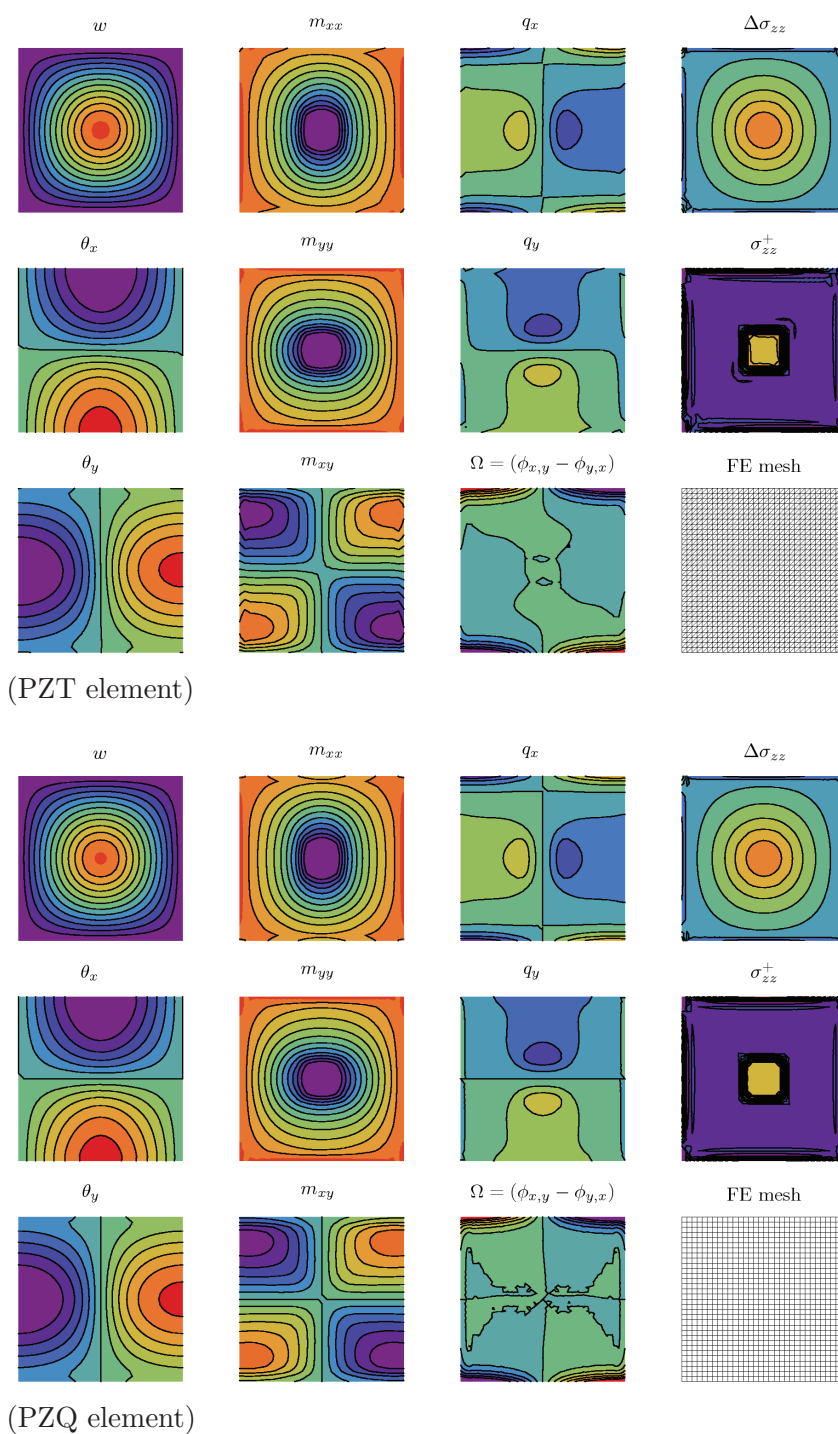 w m_{xx} q_x Δσ_{zz}
θ_x m_{yy} q_y σ_{zz}^+
θ_y m_{xy} Ω = (ϕ_{x,y} − ϕ_{y,x}) FE mesh
(PZT element)
w m_{xx} q_x Δσ_{zz}
θ_x m_{yy} q_y σ_{zz}^+
θ_y m_{xy} Ω = (ϕ_{x,y} − ϕ_{y,x}) FE mesh
(PZQ element)